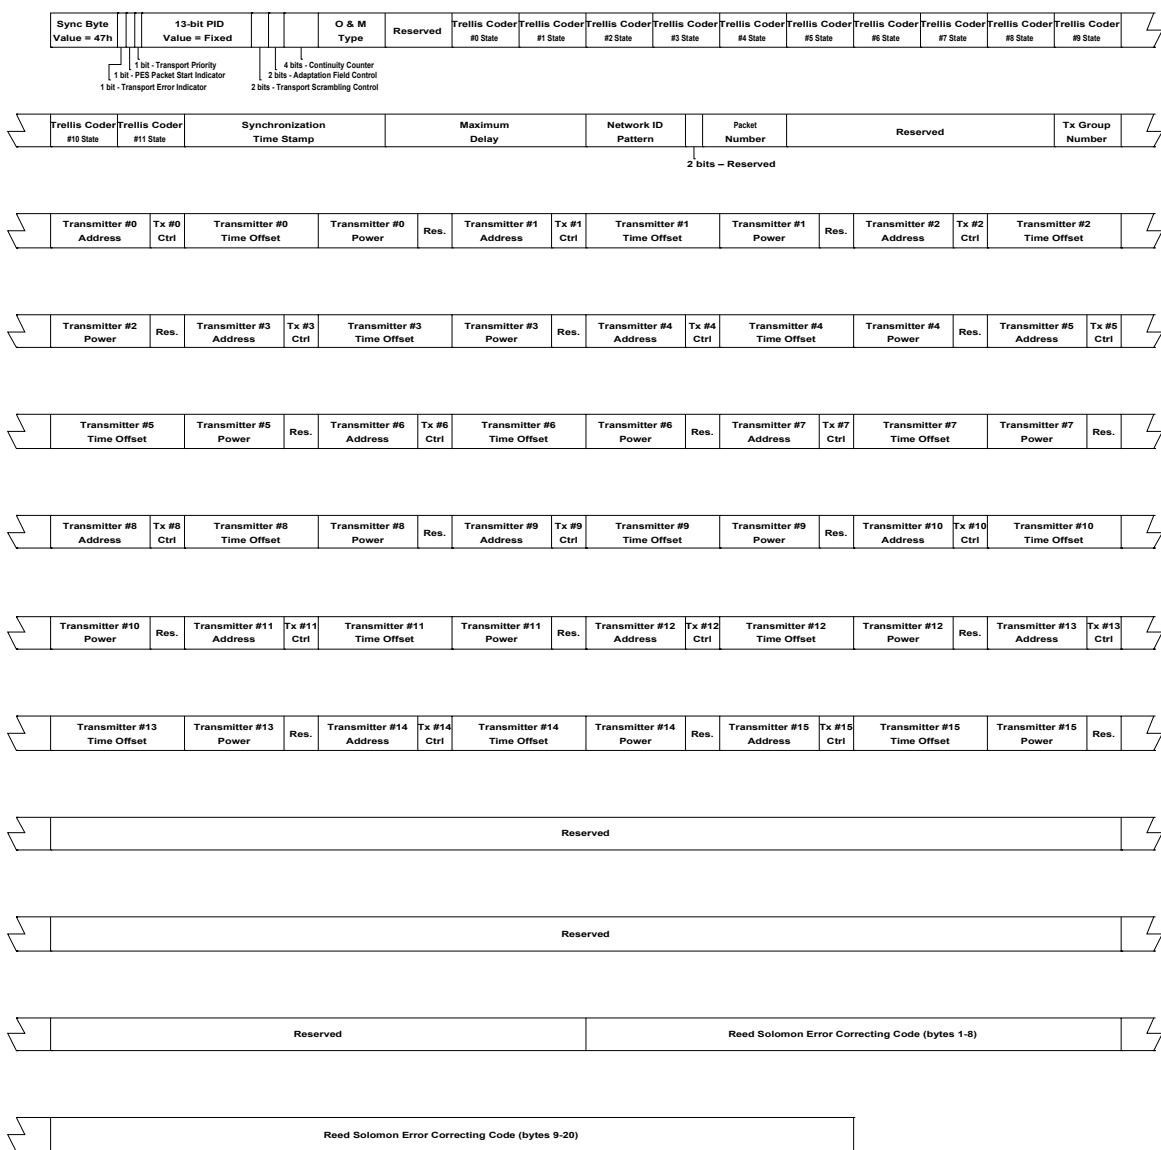 Sync Byte
Value = 47h
13-bit PID
Value = Fixed
O & M
Type
Reserved
Trellis Coder
#0 State
Trellis Coder
#1 State
Trellis Coder
#2 State
Trellis Coder
#3 State
Trellis Coder
#4 State
Trellis Coder
#5 State
Trellis Coder
#6 State
Trellis Coder
#7 State
Trellis Coder
#8 State
Trellis Coder
#9 State
1 bit - Transport Priority
1 bit - PES Packet Start Indicator
1 bit - Transport Error Indicator
4 bits - Continuity Counter
2 bits - Adaptation Field Control
2 bits - Transport Scrambling Control
Trellis Coder
#10 State
Trellis Coder
#11 State
Synchronization
Time Stamp
Maximum
Delay
Network ID
Pattern
Packet
Number
Reserved
Tx Group
Number
2 bits – Reserved
Transmitter #0
Address
Tx #0
Ctrl
Transmitter #0
Time Offset
Transmitter #0
Power
Res.
Transmitter #1
Address
Tx #1
Ctrl
Transmitter #1
Time Offset
Transmitter #1
Power
Res.
Transmitter #2
Address
Tx #2
Ctrl
Transmitter #2
Time Offset
Transmitter #2
Power
Res.
Transmitter #3
Address
Tx #3
Ctrl
Transmitter #3
Time Offset
Transmitter #3
Power
Res.
Transmitter #4
Address
Tx #4
Ctrl
Transmitter #4
Time Offset
Transmitter #4
Power
Res.
Transmitter #5
Address
Tx #5
Ctrl
Transmitter #5
Time Offset
Transmitter #5
Power
Res.
Transmitter #6
Address
Tx #6
Ctrl
Transmitter #6
Time Offset
Transmitter #6
Power
Res.
Transmitter #7
Address
Tx #7
Ctrl
Transmitter #7
Time Offset
Transmitter #7
Power
Res.
Transmitter #8
Address
Tx #8
Ctrl
Transmitter #8
Time Offset
Transmitter #8
Power
Res.
Transmitter #9
Address
Tx #9
Ctrl
Transmitter #9
Time Offset
Transmitter #9
Power
Res.
Transmitter #10
Address
Tx #10
Ctrl
Transmitter #10
Time Offset
Transmitter #10
Power
Res.
Transmitter #11
Address
Tx #11
Ctrl
Transmitter #11
Time Offset
Transmitter #11
Power
Res.
Transmitter #12
Address
Tx #12
Ctrl
Transmitter #12
Time Offset
Transmitter #12
Power
Res.
Transmitter #13
Address
Tx #13
Ctrl
Transmitter #13
Time Offset
Transmitter #13
Power
Res.
Transmitter #14
Address
Tx #14
Ctrl
Transmitter #14
Time Offset
Transmitter #14
Power
Res.
Transmitter #15
Address
Tx #15
Ctrl
Transmitter #15
Time Offset
Transmitter #15
Power
Res.
Reserved
Reserved
Reserved
Reed Solomon Error Correcting Code (bytes 1-8)
Reed Solomon Error Correcting Code (bytes 9-20)